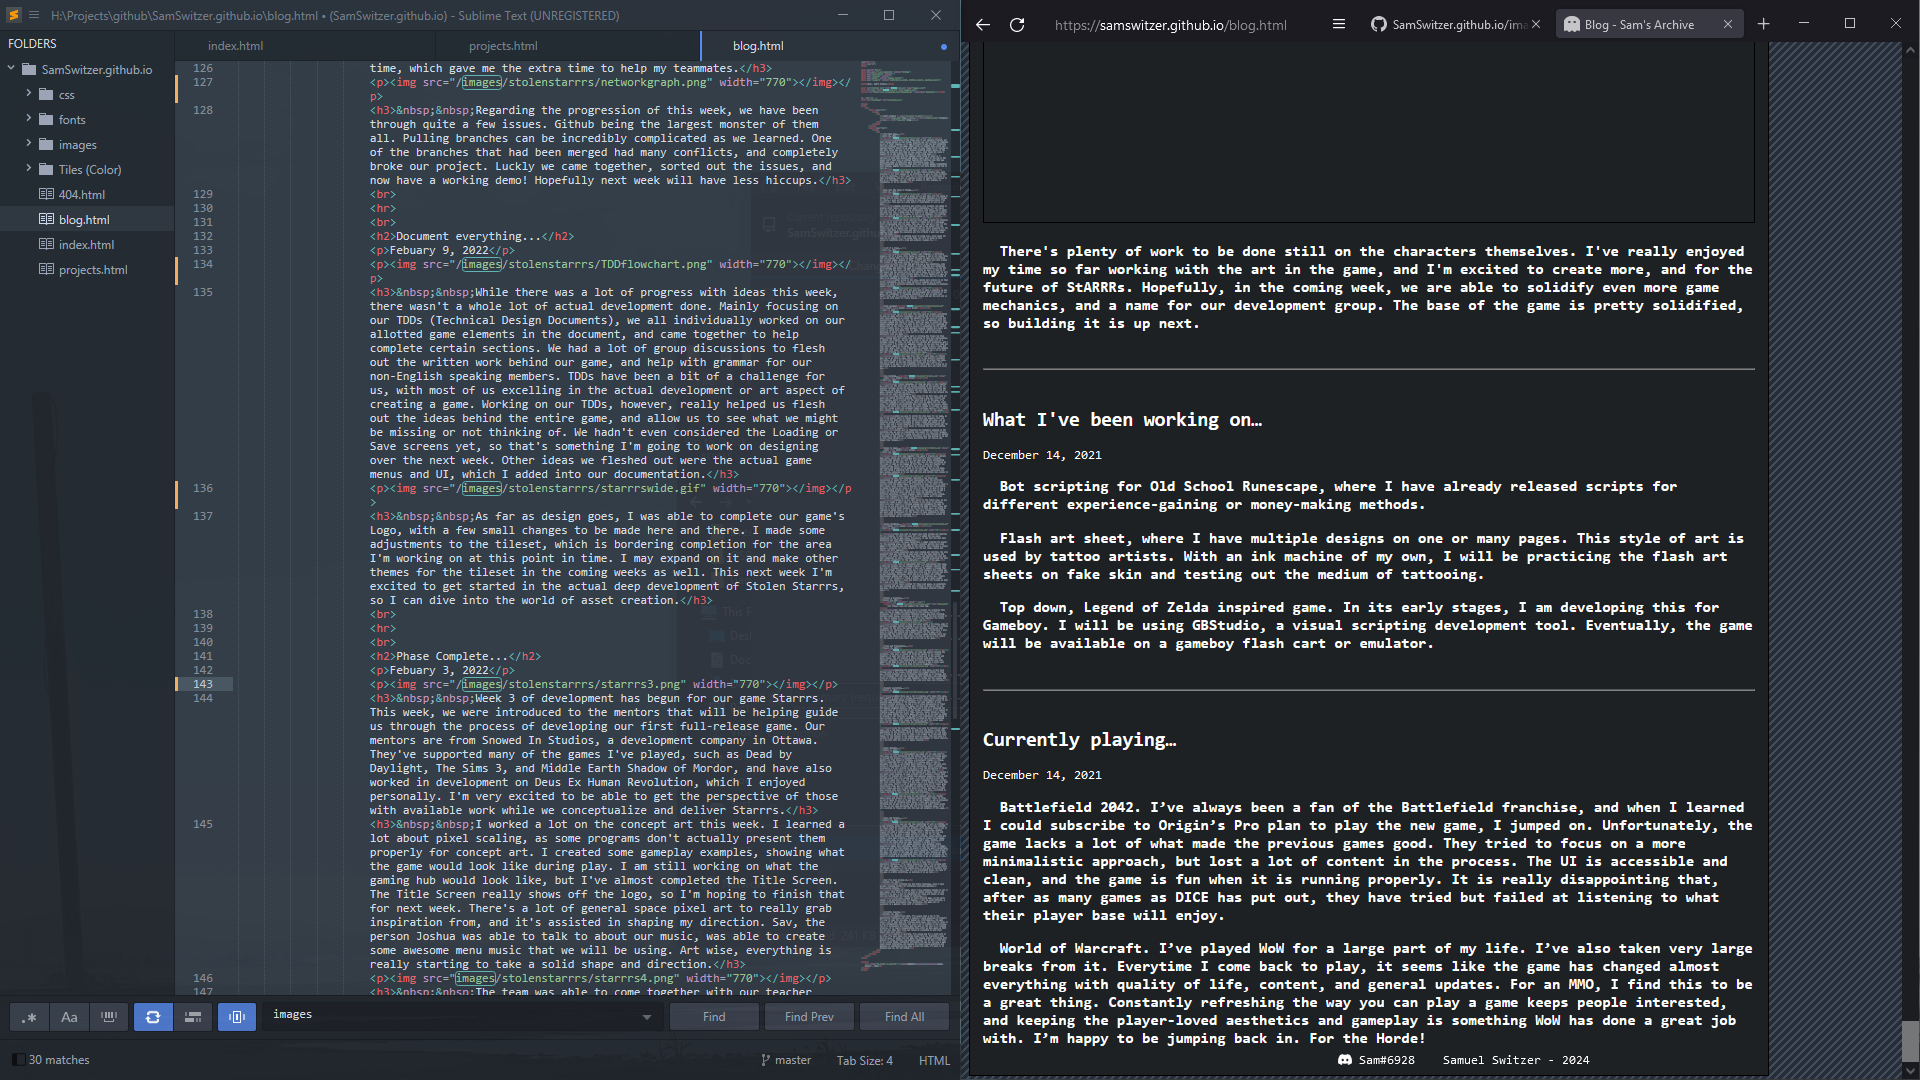 H:\Projects\github\SamSwitzer.github.io\blog.html • (SamSwitzer.github.io) - Sublime Text (UNREGISTERED)
FOLDERS
SamSwitzer.github.io
css
fonts
images
Tiles (Color)
404.html
blog.html
index.html
projects.html
index.html
projects.html
blog.html
126
time, which gave me the extra time to help my teammates.</h3>
127
<p><img src="/images/stolenstarrrs/networkgraph.png" width="770"></img></
p>
128
<h3>&nbsp;&nbsp;Regarding the progression of this week, we have been
through quite a few issues. Github being the largest monster of them
all. Pulling branches can be incredibly complicated as we learned. One
of the branches that had been merged had many conflicts, and completely
broke our project. Luckly we came together, sorted out the issues, and
now have a working demo! Hopefully next week will have less hiccups.</h3>
129
<br>
130
<hr>
131
<br>
132
<h2>Document everything...</h2>
133
<p>Febuary 9, 2022</p>
134
<p><img src="/images/stolenstarrrs/TDDflowchart.png" width="770"></img></
p>
135
<h3>&nbsp;&nbsp;While there was a lot of progress with ideas this week,
there wasn't a whole lot of actual development done. Mainly focusing on
our TDDs (Technical Design Documents), we all individually worked on our
allotted game elements in the document, and came together to help
complete certain sections. We had a lot of group discussions to flesh
out the written work behind our game, and help with grammar for our
non-English speaking members. TDDs have been a bit of a challenge for
us, with most of us excelling in the actual development or art aspect of
creating a game. Working on our TDDs, however, really helped us flesh
out the ideas behind the entire game, and allow us to see what we might
be missing or not thinking of. We hadn't even considered the Loading or
Save screens yet, so that's something I'm going to work on designing
over the next week. Other ideas we fleshed out were the actual game
menus and UI, which I added into our documentation.</h3>
136
<p><img src="/images/stolenstarrrs/starrrswide.gif" width="770"></img></p
>
137
<h3>&nbsp;&nbsp;As far as design goes, I was able to complete our game's
Logo, with a few small changes to be made here and there. I made some
adjustments to the tileset, which is bordering completion for the area
I'm working on at this point in time. I may expand on it and make other
themes for the tileset in the coming weeks as well. This next week I'm
excited to get started in the actual deep development of Stolen Starrrs,
so I can dive into the world of asset creation.</h3>
138
<br>
139
<hr>
140
<br>
141
<h2>Phase Complete...</h2>
142
<p>Febuary 3, 2022</p>
143
<p><img src="/images/stolenstarrrs/starrrs3.png" width="770"></img></p>
144
<h3>&nbsp;&nbsp;Week 3 of development has begun for our game Starrrs.
This week, we were introduced to the mentors that will be helping guide
us through the process of developing our first full-release game. Our
mentors are from Snowed In Studios, a development company in Ottawa.
They've supported many of the games I've played, such as Dead by
Daylight, The Sims 3, and Middle Earth Shadow of Mordor, and have also
worked in development on Deus Ex Human Revolution, which I enjoyed
personally. I'm very excited to be able to get the perspective of those
with available work while we conceptualize and deliver Starrrs.</h3>
145
<h3>&nbsp;&nbsp;I worked a lot on the concept art this week. I learned a
lot about pixel scaling, as some programs don't actually present them
properly for concept art. I created some gameplay examples, showing what
the game would look like during play. I am still working on what the
gaming hub would look like, but I've almost completed the Title Screen.
The Title Screen really shows off the logo, so I'm hoping to finish that
for next week. There's a lot of general space pixel art to really grab
inspiration from, and it's assisted in shaping my direction. Sav, the
person Joshua was able to talk to about our music, was able to create
some awesome menu music that we will be using. Art wise, everything is
really starting to take a solid shape and direction.</h3>
146
<p><img src="images/stolenstarrrs/starrrs4.png" width="770"></img></p>
147
<h3>&nbsp;&nbsp;The team was able to come together with our teacher
.*
Aa
images
Find
Find Prev
Find All
30 matches
master
Tab Size: 4
HTML
https://samswitzer.github.io/blog.html
SamSwitzer.github.io/ima
Blog - Sam's Archive
There's plenty of work to be done still on the characters themselves. I've really enjoyed
my time so far working with the art in the game, and I'm excited to create more, and for the
future of StARRRs. Hopefully, in the coming week, we are able to solidify even more game
mechanics, and a name for our development group. The base of the game is pretty solidified,
so building it is up next.
What I've been working on…
December 14, 2021
Bot scripting for Old School Runescape, where I have already released scripts for
different experience-gaining or money-making methods.
Flash art sheet, where I have multiple designs on one or many pages. This style of art is
used by tattoo artists. With an ink machine of my own, I will be practicing the flash art
sheets on fake skin and testing out the medium of tattooing.
Top down, Legend of Zelda inspired game. In its early stages, I am developing this for
Gameboy. I will be using GBStudio, a visual scripting development tool. Eventually, the game
will be available on a gameboy flash cart or emulator.
Currently playing…
December 14, 2021
Battlefield 2042. I’ve always been a fan of the Battlefield franchise, and when I learned
I could subscribe to Origin’s Pro plan to play the new game, I jumped on. Unfortunately, the
game lacks a lot of what made the previous games good. They tried to focus on a more
minimalistic approach, but lost a lot of content in the process. The UI is accessible and
clean, and the game is fun when it is running properly. It is really disappointing that,
after as many games as DICE has put out, they have tried but failed at listening to what
their player base will enjoy.
World of Warcraft. I’ve played WoW for a large part of my life. I’ve also taken very large
breaks from it. Everytime I come back to play, it seems like the game has changed almost
everything with quality of life, content, and general updates. For an MMO, I find this to be
a great thing. Constantly refreshing the way you can play a game keeps people interested,
and keeping the player-loved aesthetics and gameplay is something WoW has done a great job
with. I’m happy to be jumping back in. For the Horde!
Sam#6928
Samuel Switzer - 2024